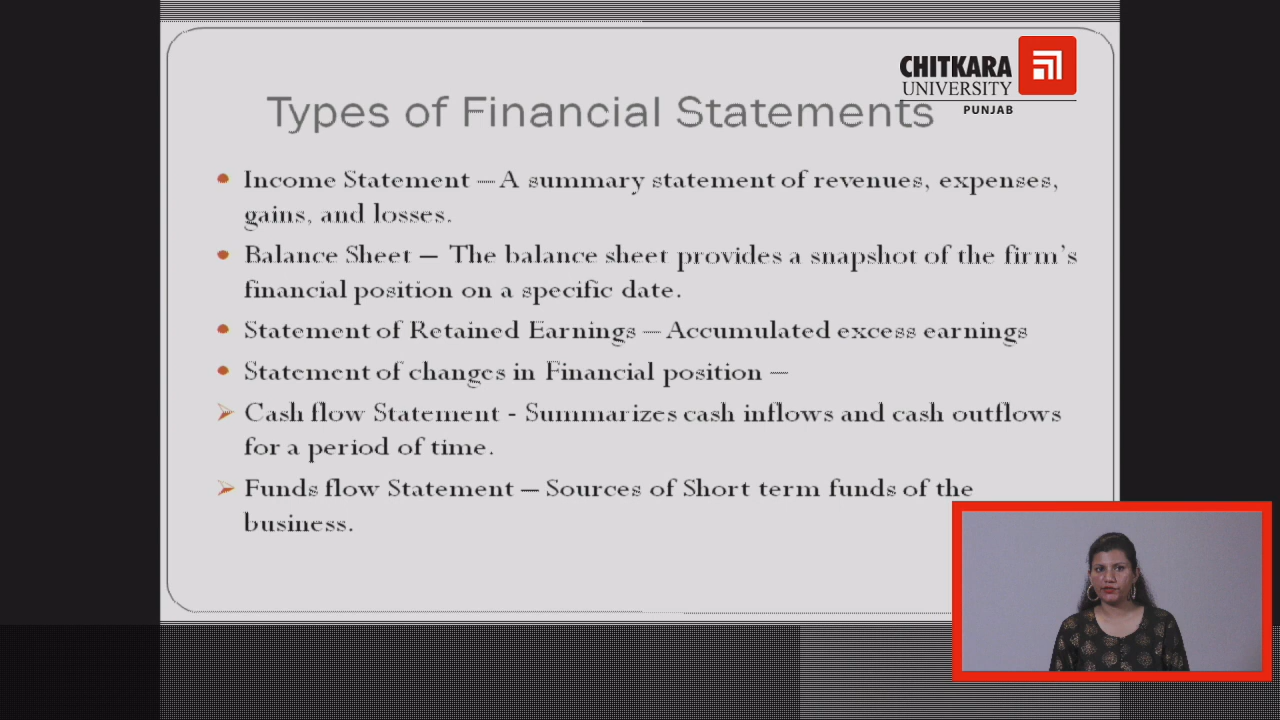 CHITKARA
UNIVERSITY
PUNJAB
Types of Financial Statements
Income Statement — A summary statement of revenues, expenses,
gains, and losses.
Balance Sheet — The balance sheet provides a snapshot of the firm's
financial position on a specific date.
Statement of Retained Earnings — Accumulated excess earnings
Statement of changes in Financial position —
Cash flow Statement - Summarizes cash inflows and cash outflows
for a period of time.
Funds flow Statement — Sources of Short term funds of the
business.